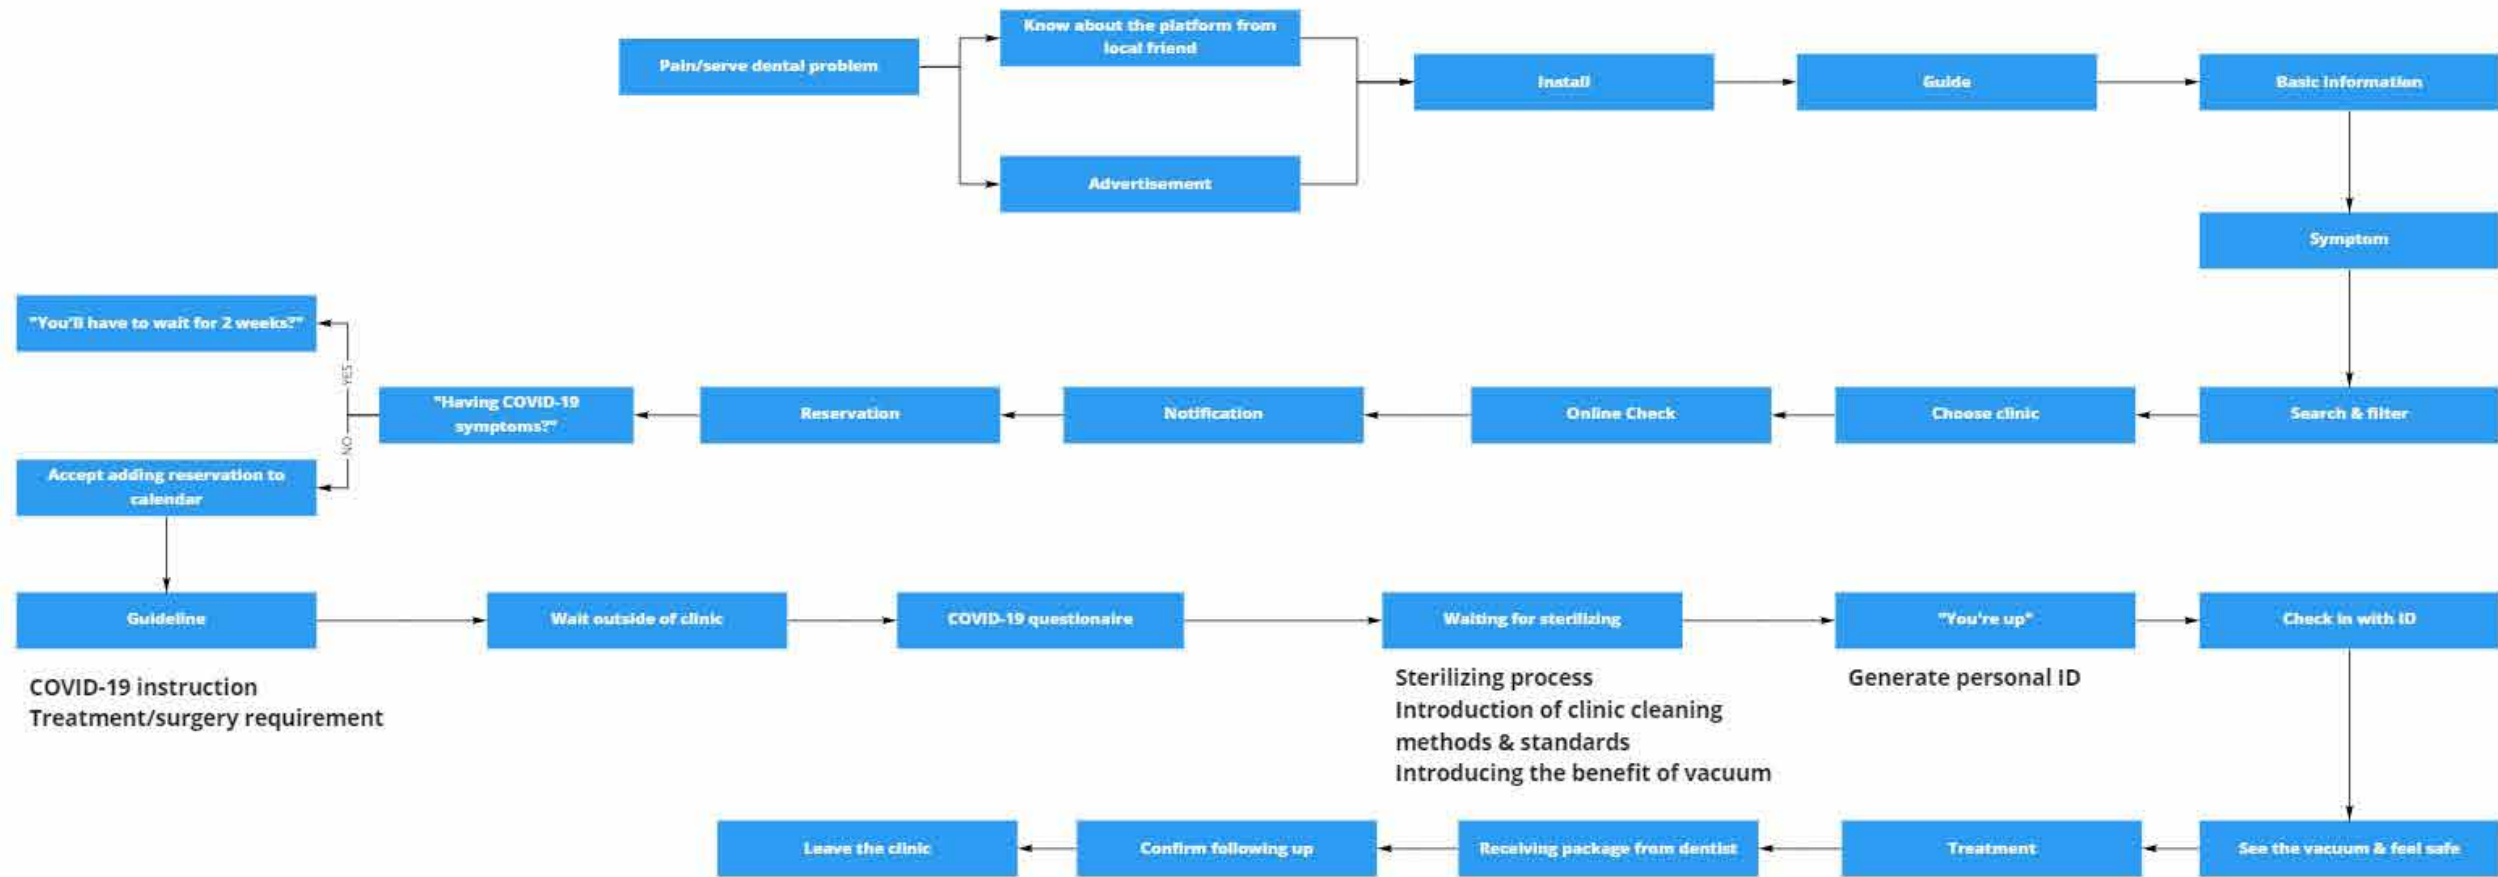 Know about the platform from
local friend
Pain/serve dental problem
Install
Guide
Basic information
Advertisement
Symptom
"You'll have to wait for 2 weeks?"
YES
"Having COVID-19
symptoms?"
Reservation
Notification
Online Check
Choose clinic
Search & filter
NO
Accept adding reservation to
calendar
Guideline
Wait outside of clinic
COVID-19 questionaire
Waiting for sterilizing
"You're up"
Check in with ID
COVID-19 instruction
Treatment/surgery requirement
Sterilizing process
Introduction of clinic cleaning
methods & standards
Introducing the benefit of vacuum
Generate personal ID
Leave the clinic
Confirm following up
Receiving package from dentist
Treatment
See the vacuum & feel safe